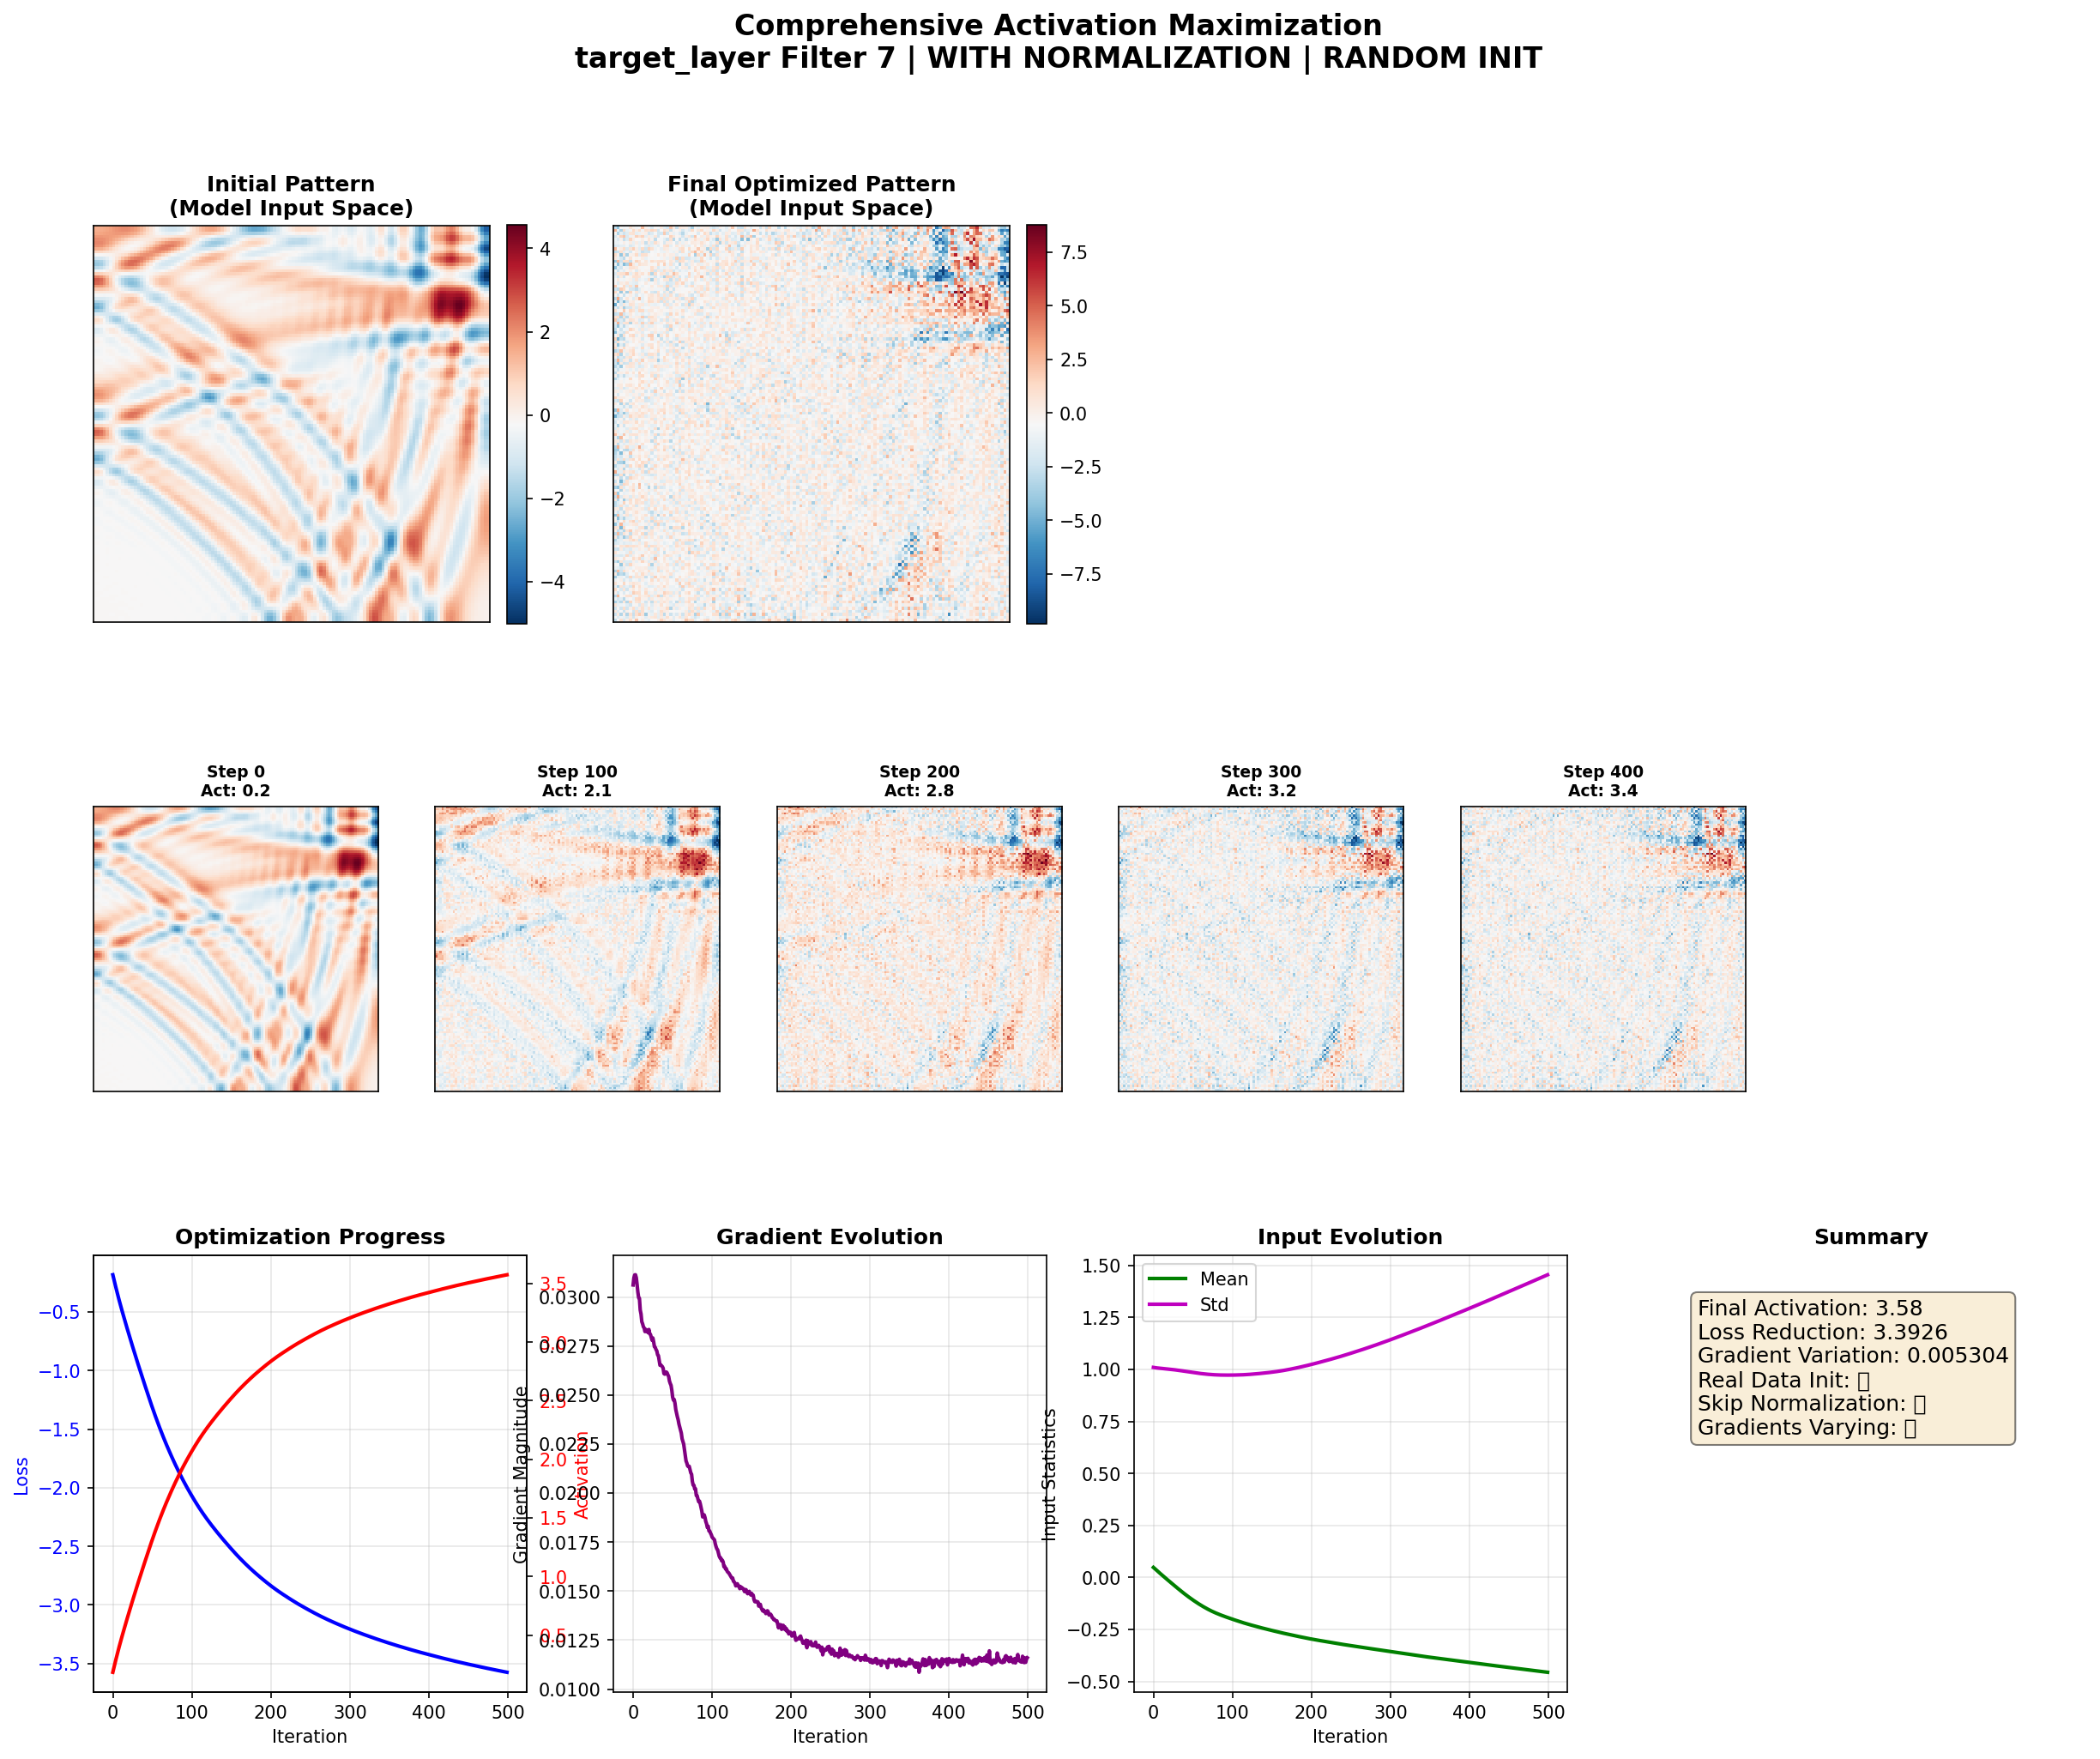 Comprehensive Activation Maximization
target_layer Filter 7 | WITH NORMALIZATION | RANDOM INIT
Initial Pattern
(Model Input Space)
4
2
0
−2
−4
Final Optimized Pattern
(Model Input Space)
7.5
5.0
2.5
0.0
−2.5
−5.0
−7.5
Step 0
Act: 0.2
Step 100
Act: 2.1
Step 200
Act: 2.8
Step 300
Act: 3.2
Step 400
Act: 3.4
Optimization Progress
Loss
−0.5
−1.0
−1.5
−2.0
−2.5
−3.0
−3.5
0 100 200 300 400 500
Iteration
3.5
3.0
2.5
2.0
1.5
1.0
0.5
Activation
Gradient Evolution
Gradient Magnitude
0.0300
0.0275
0.0250
0.0225
0.0200
0.0175
0.0150
0.0125
0.0100
0 100 200 300 400 500
Iteration
Input Evolution
Input Statistics
1.50
1.25
1.00
0.75
0.50
0.25
0.00
−0.25
−0.50
Mean
Std
0 100 200 300 400 500
Iteration
Summary
Final Activation: 3.58
Loss Reduction: 3.3926
Gradient Variation: 0.005304
Real Data Init:
Skip Normalization:
Gradients Varying: